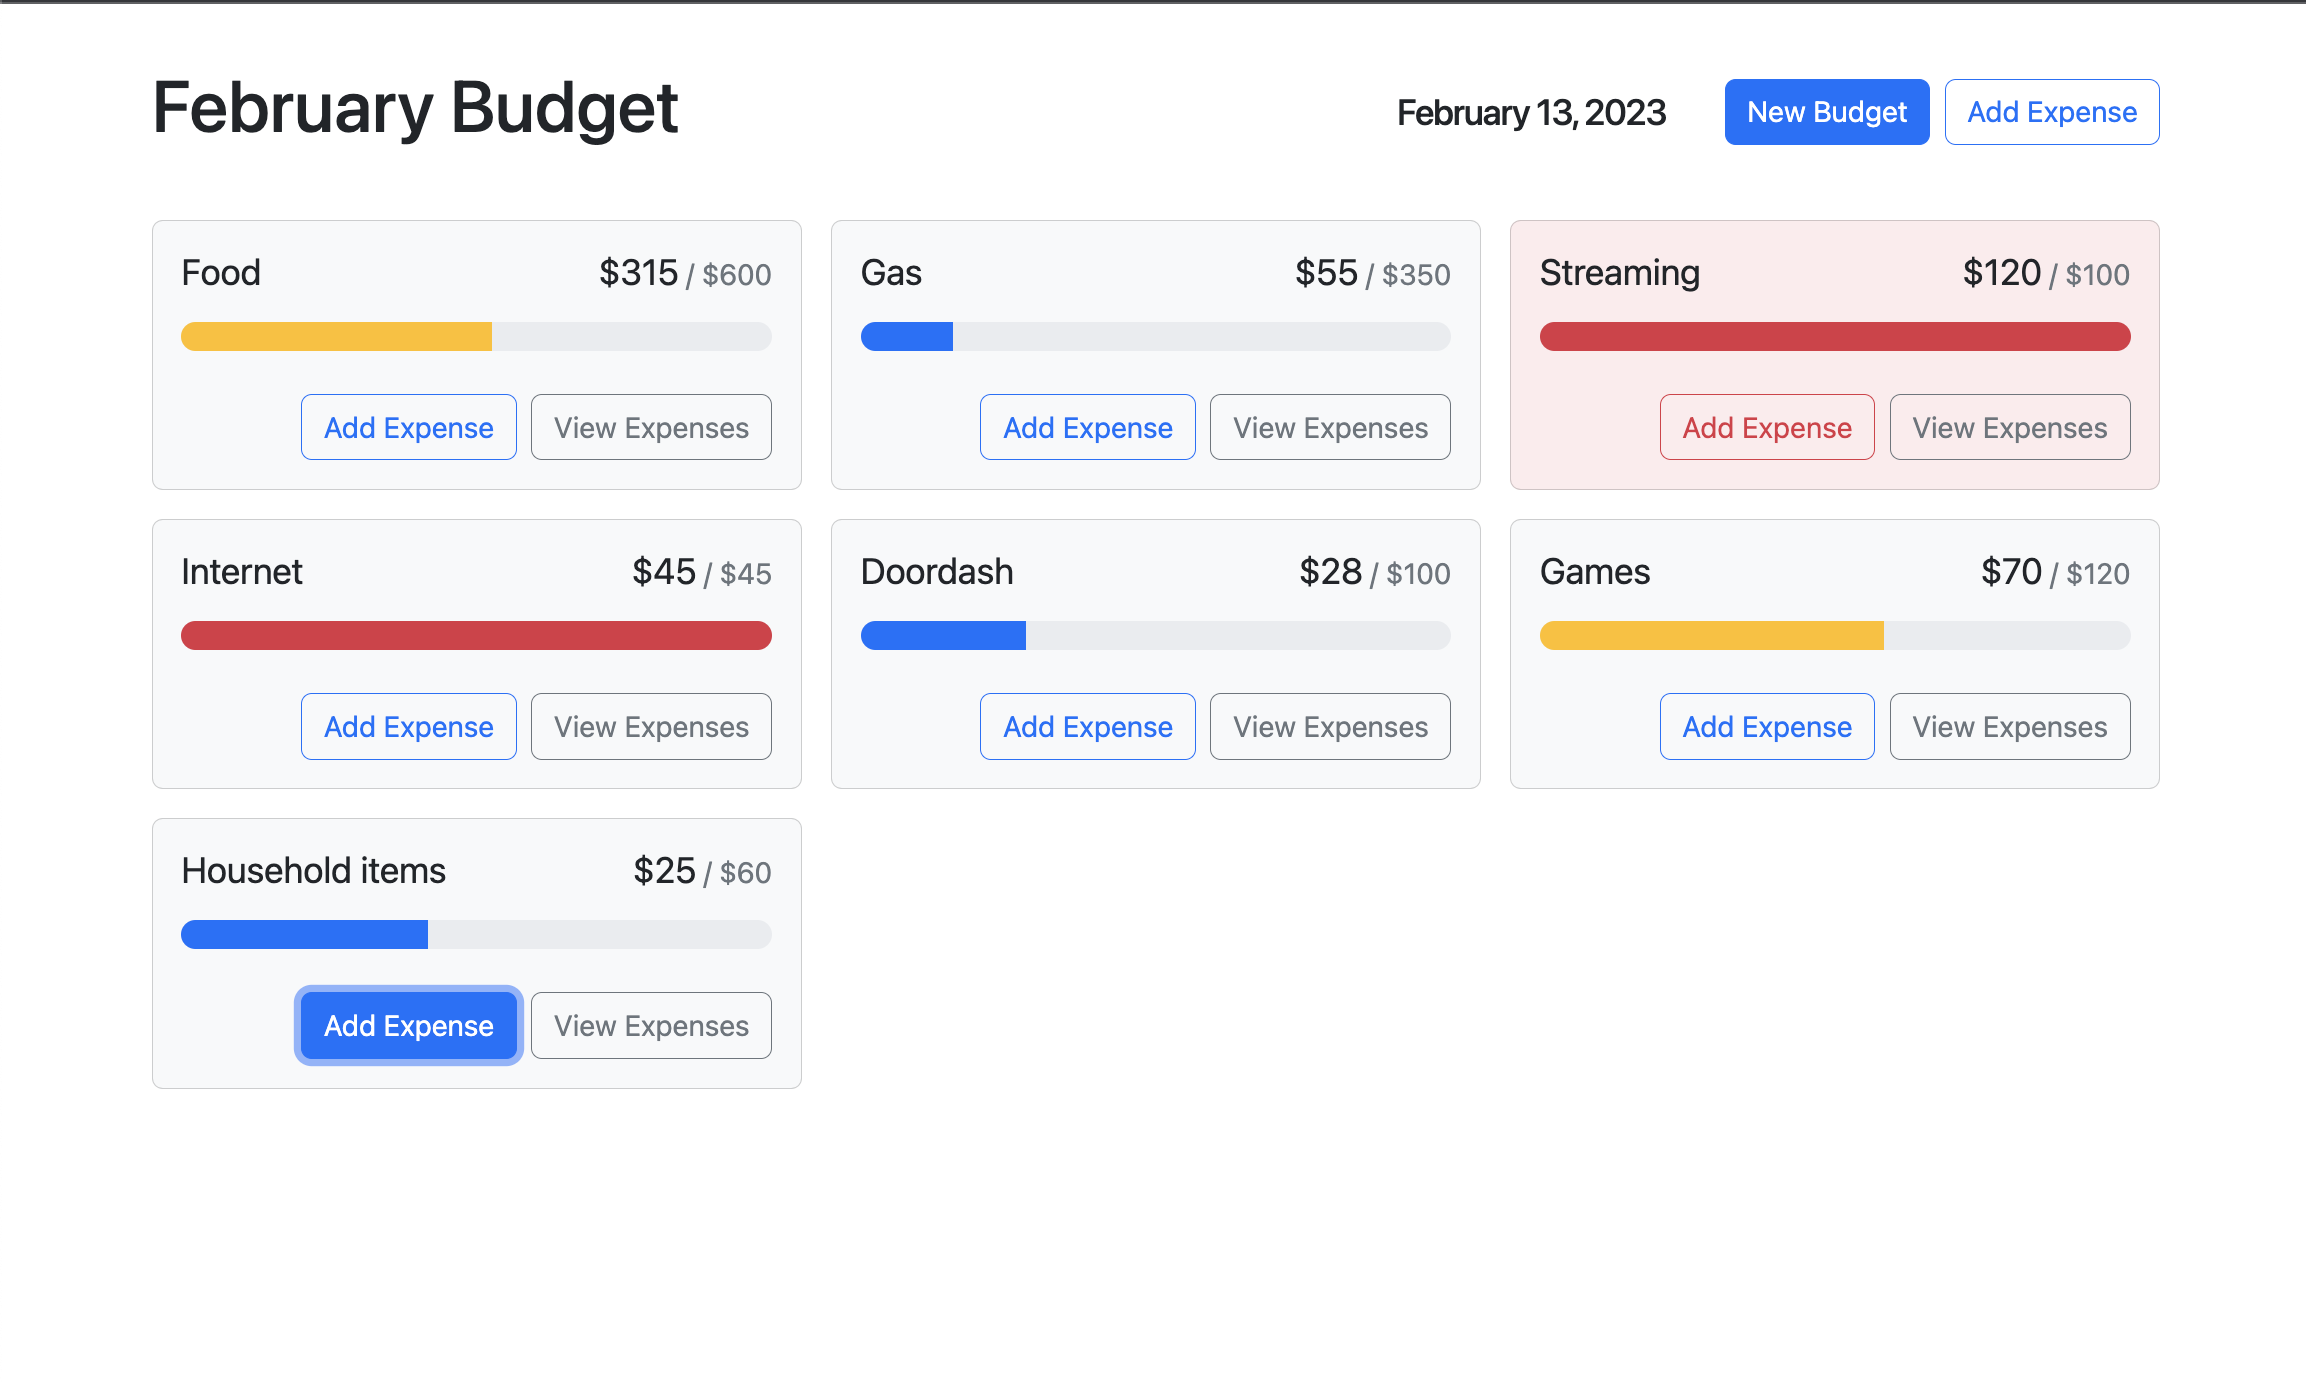 February Budget
February 13, 2023
New Budget
Add Expense
Food
$315 / $600
Add Expense
View Expenses
Gas
$55 / $350
Add Expense
View Expenses
Streaming
$120 / $100
Add Expense
View Expenses
Internet
$45 / $45
Add Expense
View Expenses
Doordash
$28 / $100
Add Expense
View Expenses
Games
$70 / $120
Add Expense
View Expenses
Household items
$25 / $60
Add Expense
View Expenses